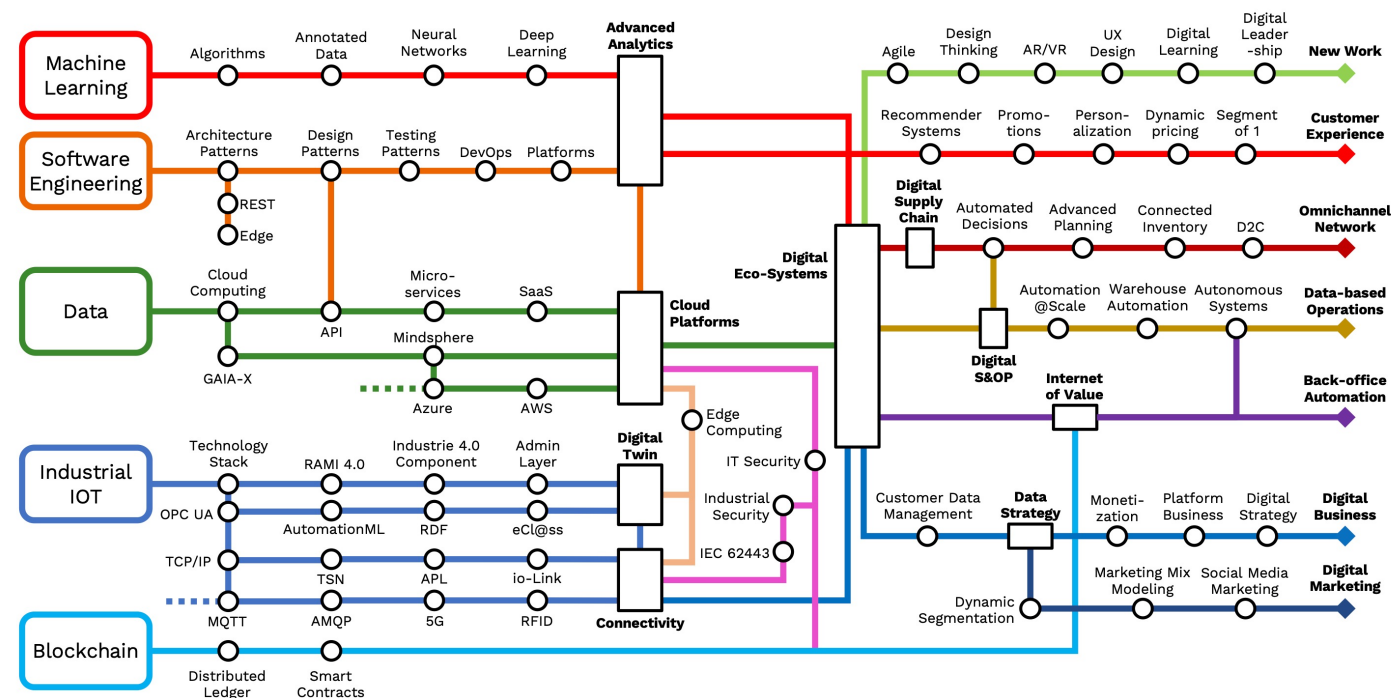 Machine
Learning
Algorithms
Annotated
Data
Neural
Networks
Deep
Learning
Advanced
Analytics
Software
Engineering
Architecture
Patterns
Design
Patterns
Testing
Patterns
DevOps
Platforms
REST
Edge
Data
Cloud
Computing
API
Micro-
services
SaaS
Cloud
Platforms
GAIA-X
Mindsphere
Azure
AWS
Industrial
IOT
Technology
Stack
RAMI 4.0
Industrie 4.0
Component
Admin
Layer
Digital
Twin
OPC UA
AutomationML
RDF
eCl@ss
TCP/IP
TSN
APL
io-Link
MQTT
AMQP
5G
RFID
Connectivity
Blockchain
Distributed
Ledger
Smart
Contracts
Edge
Computing
IT Security
Industrial
Security
IEC 62443
Digital
Eco-Systems
Agile
Design
Thinking
AR/VR
UX
Design
Digital
Learning
Digital
Leader
-ship
New Work
Recommender
Systems
Promo-
tions
Person-
alization
Dynamic
pricing
Segment
of 1
Customer
Experience
Digital
Supply
Chain
Automated
Decisions
Advanced
Planning
Connected
Inventory
D2C
Omnichannel
Network
Digital
S&OP
Automation
@Scale
Warehouse
Automation
Autonomous
Systems
Data-based
Operations
Internet
of Value
Back-office
Automation
Customer Data
Management
Data
Strategy
Moneti-
zation
Platform
Business
Digital
Strategy
Digital
Business
Dynamic
Segmentation
Marketing Mix
Modeling
Social Media
Marketing
Digital
Marketing